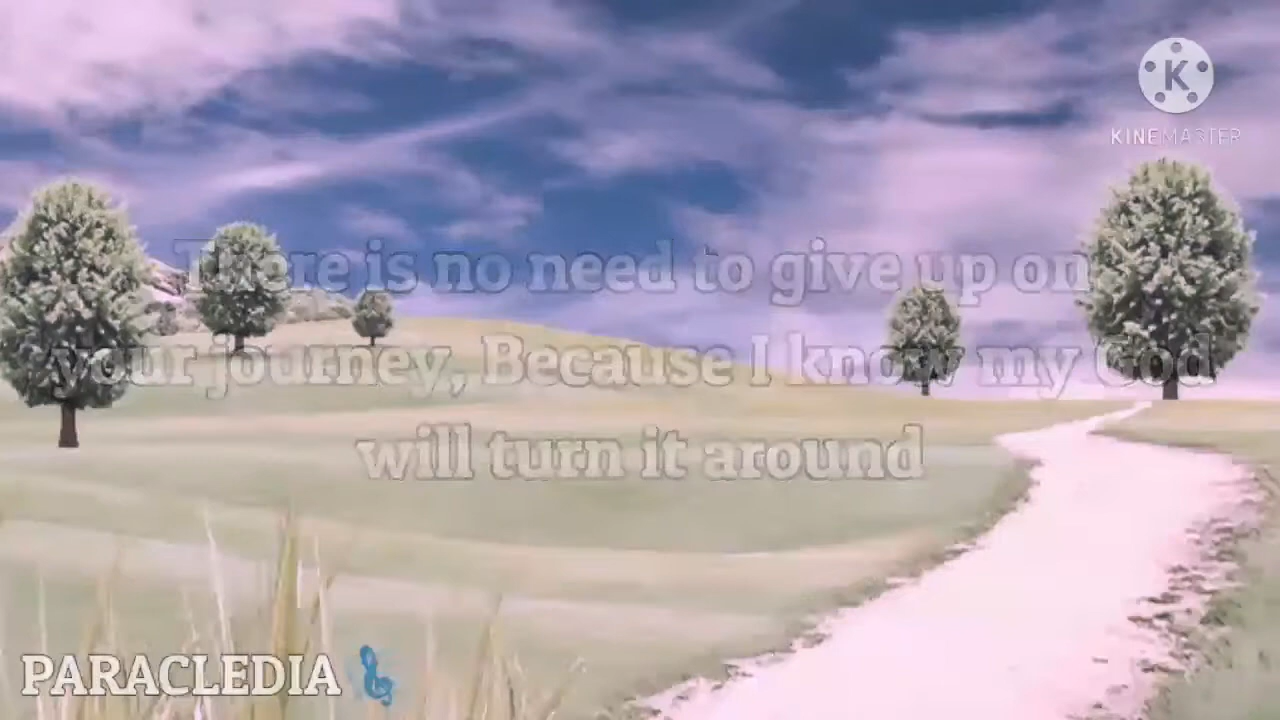 KINEMASTER
There is no need to give up on
your journey, Because I know my God
will turn it around
PARACLEDIA